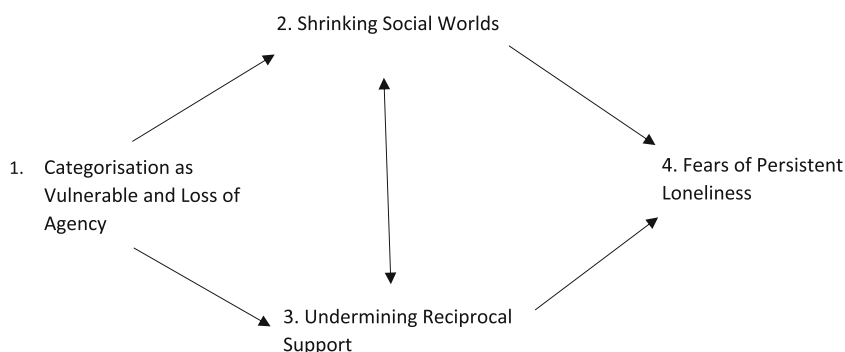 2. Shrinking Social Worlds
1. Categorisation as
Vulnerable and Loss of
Agency
4. Fears of Persistent
Loneliness
3. Undermining Reciprocal
Support